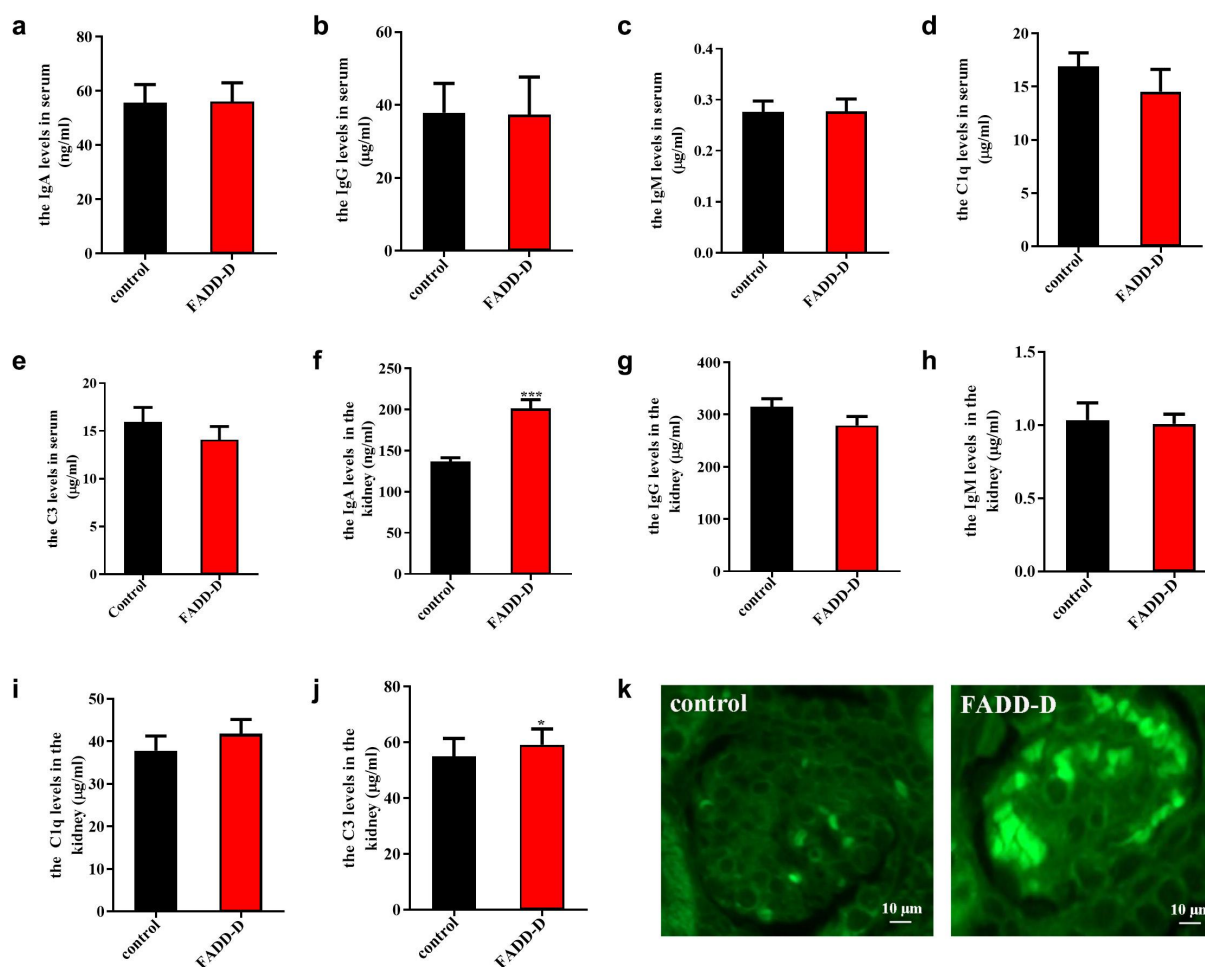 a
the IgA levels in serum
(ng/ml)
80
60
40
20
0
control
FADD-D
b
the IgG levels in serum
(μg/ml)
60
40
20
0
control
FADD-D
c
the IgM levels in serum
(μg/ml)
0.4
0.3
0.2
0.1
0.0
control
FADD-D
d
the C1q levels in serum
(μg/ml)
20
15
10
5
0
control
FADD-D
e
the C3 levels in serum
(μg/ml)
20
15
10
5
0
Control
FADD-D
f
the IgA levels in the
kidney (ng/ml)
250
200
150
100
50
0
***
control
FADD-D
g
the IgG levels in the
kidney (μg/ml)
400
300
200
100
0
control
FADD-D
h
the IgM levels in the
kidney (μg/ml)
1.5
1.0
0.5
0.0
control
FADD-D
i
the C1q levels in the
kidney (μg/ml)
50
40
30
20
10
0
control
FADD-D
j
the C3 levels in the
kidney (μg/ml)
80
60
40
20
0
*
control
FADD-D
k
control
10 μm
FADD-D
10 μm